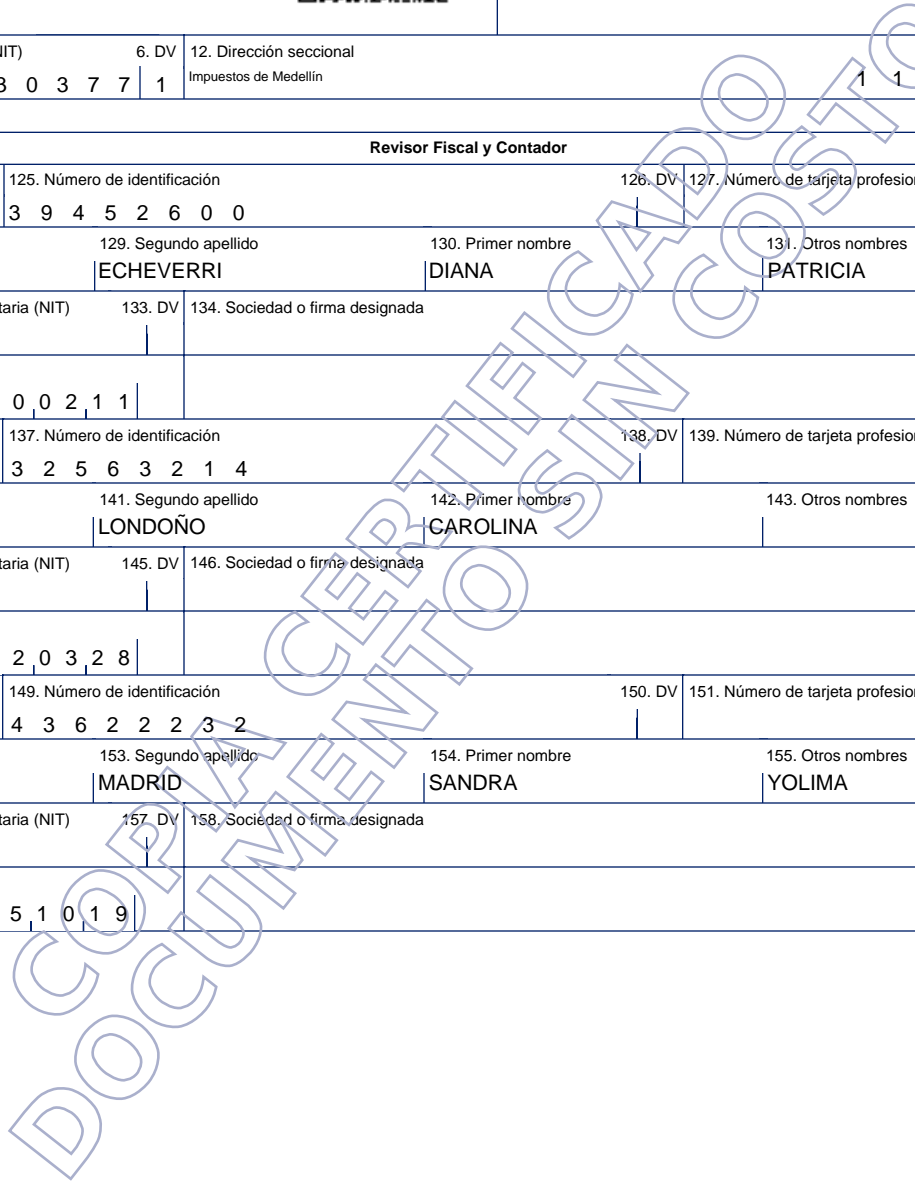 IT) 6. DV 12. Dirección seccional
3 0 3 7 7 1 Impuestos de Medellín 1 1
Revisor Fiscal y Contador
125. Número de identificación 126. DV 127. Número de tarjeta profesion
3 9 4 5 2 6 0 0
129. Segundo apellido 130. Primer nombre 131. Otros nombres
ECHEVERRI DIANA PATRICIA
taria (NIT) 133. DV 134. Sociedad o firma designada
0 0 2 1 1
137. Número de identificación 138. DV 139. Número de tarjeta profesion
3 2 5 6 3 2 1 4
141. Segundo apellido 142. Primer nombre 143. Otros nombres
LONDOÑO CAROLINA
taria (NIT) 145. DV 146. Sociedad o firma designada
2 0 3 2 8
149. Número de identificación 150. DV 151. Número de tarjeta profesion
4 3 6 2 2 2 3 2
153. Segundo apellido 154. Primer nombre 155. Otros nombres
MADRID SANDRA YOLIMA
taria (NIT) 157. DV 158. Sociedad o firma designada
5 1 0 1 9
COPIA CERTIFICADO
DOCUMENTO SIN COSTO